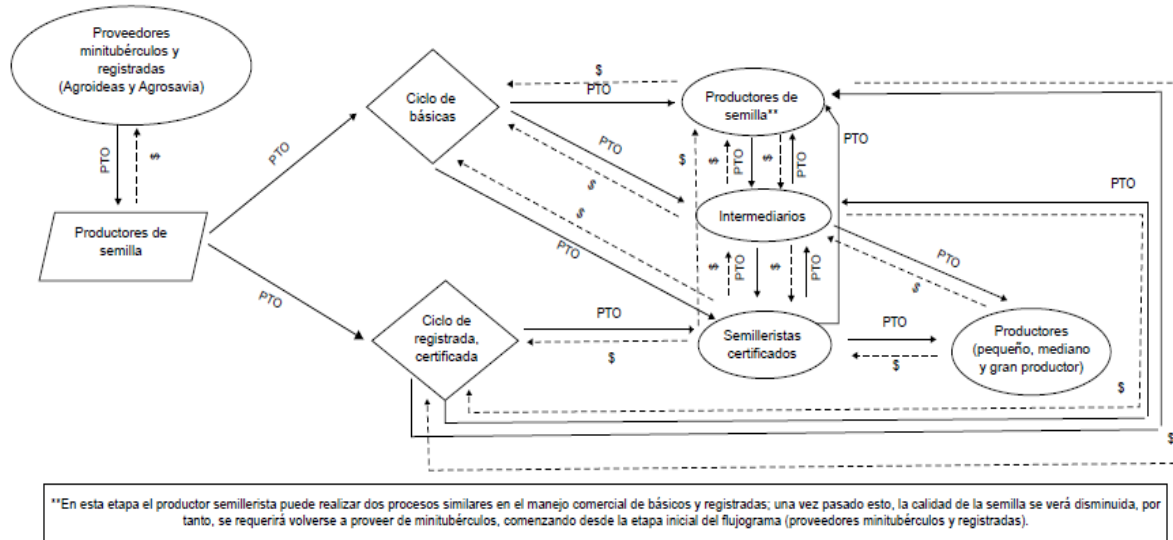 Proveedores
minitubérculos y
registradas
(Agroideas y Agrosavia)
PTO
$
Productores de
semilla
PTO
PTO
Ciclo de
básicas
Ciclo de
registrada,
certificada
$
PTO
PTO
$
$
PTO
PTO
$
Productores de
semilla**
$
$
PTO
$
PTO
PTO
PTO
Intermediarios
$
PTO
$
PTO
PTO
$
Semilleristas
certificados
PTO
$
Productores
(pequeño, mediano
y gran productor)
$
$
**En esta etapa el productor semillerista puede realizar dos procesos similares en el manejo comercial de básicos y registradas; una vez pasado esto, la calidad de la semilla se verá disminuida, por
tanto, se requerirá volverse a proveer de minitubérculos, comenzando desde la etapa inicial del flujograma (proveedores minitubérculos y registradas).